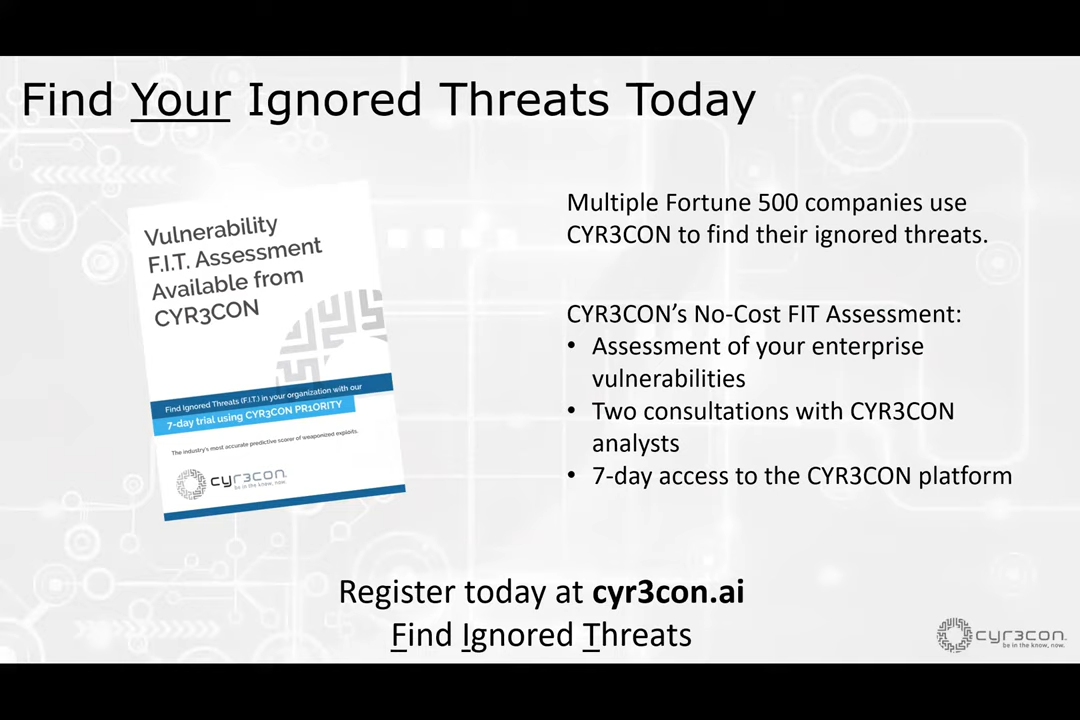 Find Your Ignored Threats Today
Vulnerability
F.I.T. Assessment
Available from
CYR3CON
Find Ignored Threats (F.I.T.) in your organization with our
7-day trial using CYR3CON PR1ORITY
The industry's most accurate predictive scorer of weaponized exploits.
cyr3con.
be in the know, now.
Multiple Fortune 500 companies use
CYR3CON to find their ignored threats.
CYR3CON's No-Cost FIT Assessment:
• Assessment of your enterprise
vulnerabilities
• Two consultations with CYR3CON
analysts
• 7-day access to the CYR3CON platform
Register today at cyr3con.ai
Find Ignored Threats
cyr3con.
be in the know, now.